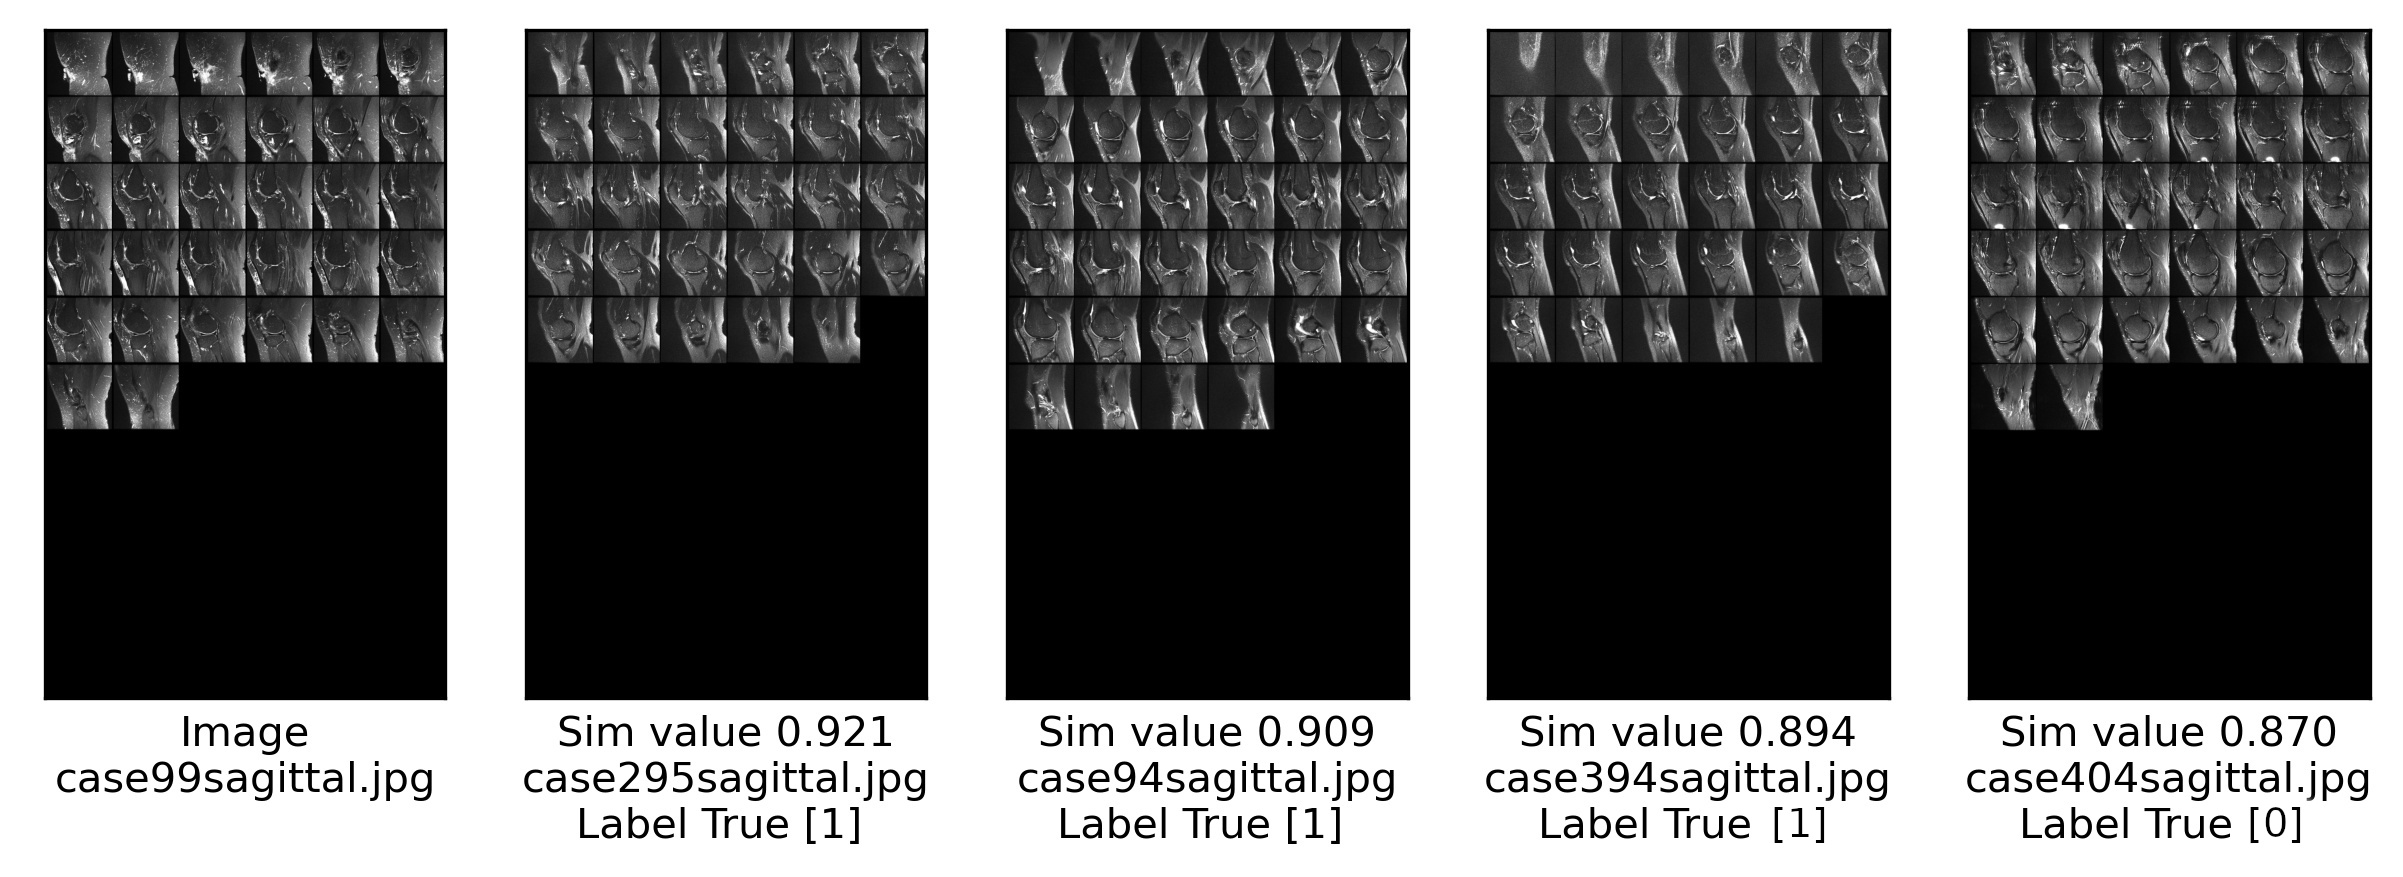 Image
case99sagittal.jpg
Sim value 0.921
case295sagittal.jpg
Label True [1]
Sim value 0.909
case94sagittal.jpg
Label True [1]
Sim value 0.894
case394sagittal.jpg
Label True [1]
Sim value 0.870
case404sagittal.jpg
Label True [0]